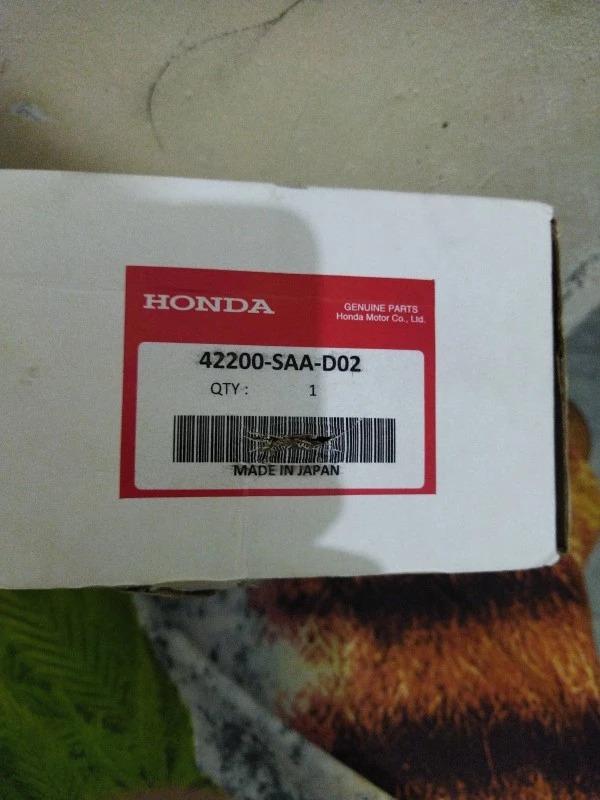 HONDA
GENUINE PARTS
Honda Motor Co., Ltd.
42200-SAA-D02
QTY : 1
MADE IN JAPAN